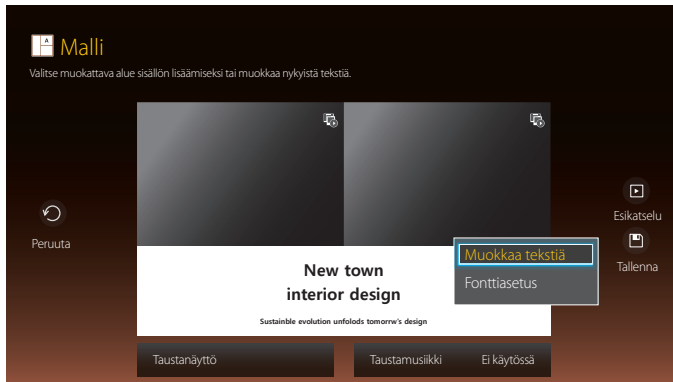 A
Malli
Valitse muokattava alue sisällön lisäämiseksi tai muokkaa nykyistä tekstiä.
Peruuta
New town
interior design
Sustainble evolution unfolods tomorrw's design
Muokkaa tekstiä
Fonttiasetus
Esikatselu
Tallenna
Taustanäyttö
Taustamusiikki Ei käytössä